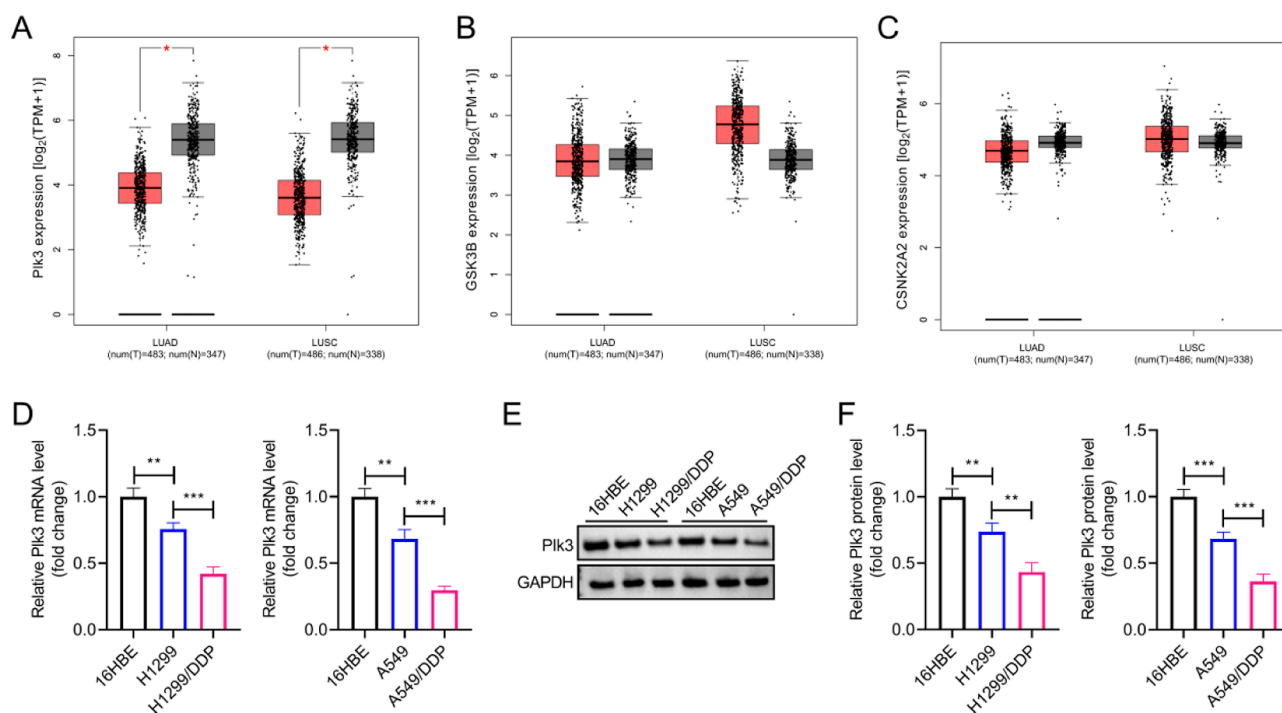 A
Plk3 expression [log2(TPM+1)]
8
6
4
2
0
*
*
LUAD
(num(T)=483; num(N)=347)
LUSC
(num(T)=486; num(N)=338)
B
GSK3B expression [log2(TPM+1)]
6
5
4
3
2
1
0
LUAD
(num(T)=483; num(N)=347)
LUSC
(num(T)=486; num(N)=338)
C
CSNK2A2 expression [log2(TPM+1)]
6
4
2
0
LUAD
(num(T)=483; num(N)=347)
LUSC
(num(T)=486; num(N)=338)
D
Relative Plk3 mRNA level
(fold change)
1.5
1.0
0.5
0.0
**
***
16HBE
H1299
H1299/DDP
Relative Plk3 mRNA level
(fold change)
1.5
1.0
0.5
0.0
**
***
16HBE
A549
A549/DDP
E
16HBE
H1299
H1299/DDP
16HBE
A549
A549/DDP
Plk3
GAPDH
F
Relative Plk3 protein level
(fold change)
1.5
1.0
0.5
0.0
**
**
16HBE
H1299
H1299/DDP
Relative Plk3 protein level
(fold change)
1.5
1.0
0.5
0.0
***
***
16HBE
A549
A549/DDP